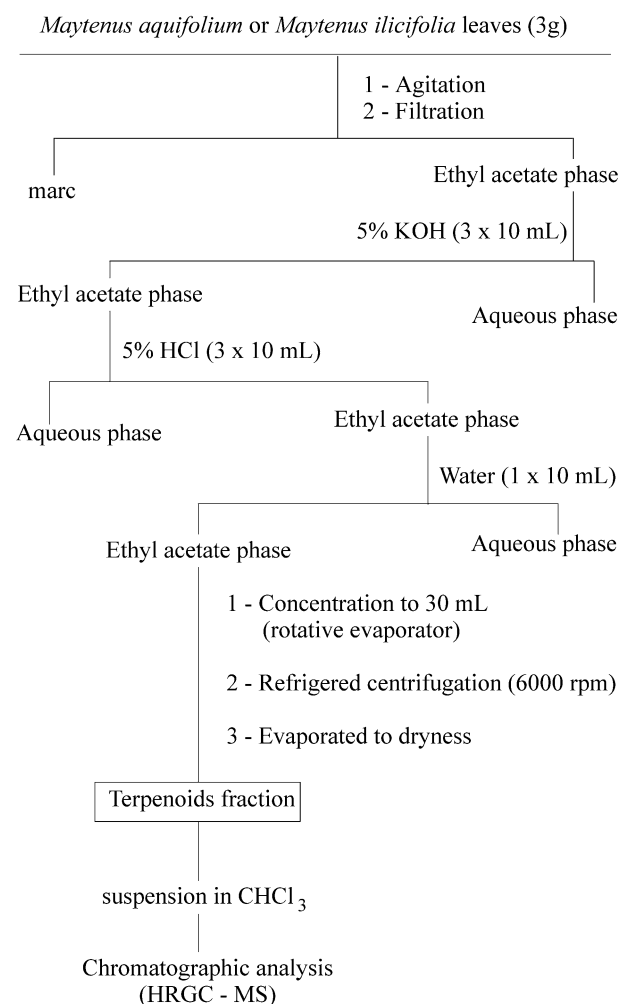 Maytenus aquifolium or Maytenus ilicifolia leaves (3g)
1 - Agitation
2 - Filtration
marc
Ethyl acetate phase
5% KOH (3 x 10 mL)
Ethyl acetate phase
Aqueous phase
5% HCl (3 x 10 mL)
Aqueous phase
Ethyl acetate phase
Water (1 x 10 mL)
Ethyl acetate phase
Aqueous phase
1 - Concentration to 30 mL
(rotative evaporator)
2 - Refrigered centrifugation (6000 rpm)
3 - Evaporated to dryness
Terpenoids fraction
suspension in CHCl3
Chromatographic analysis
(HRGC - MS)